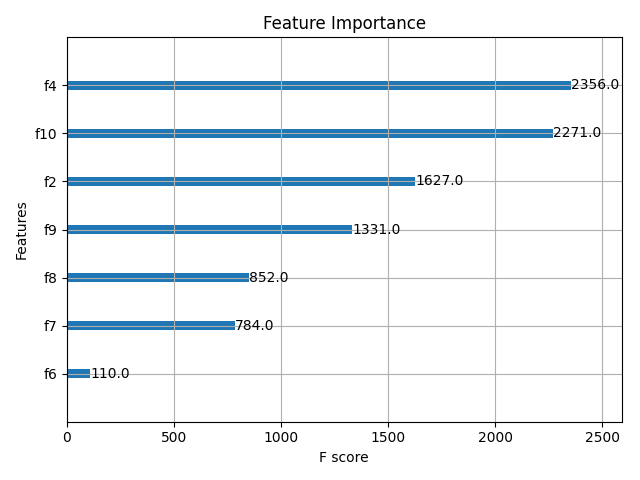 Feature Importance
f4
2356.0
f10
2271.0
f2
1627.0
f9
1331.0
f8
852.0
f7
784.0
f6
110.0
Features
0
500
1000
1500
2000
2500
F score